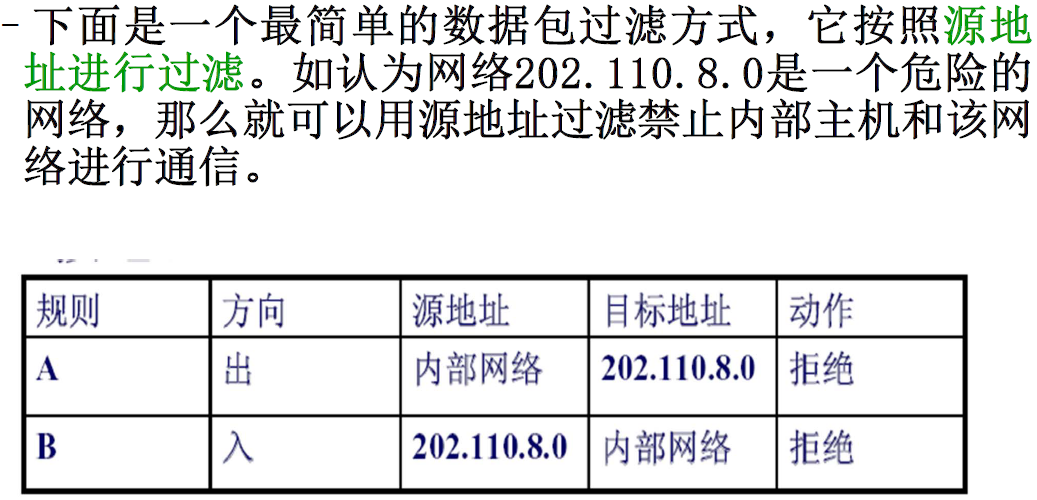 - 下面是一个最简单的数据包过滤方式，它按照源地
址进行过滤。如认为网络202.110.8.0是一个危险的
网络，那么就可以用源地址过滤禁止内部主机和该网
络进行通信。
规则 方向 源地址 目标地址 动作
A 出 内部网络 202.110.8.0 拒绝
B 入 202.110.8.0 内部网络 拒绝